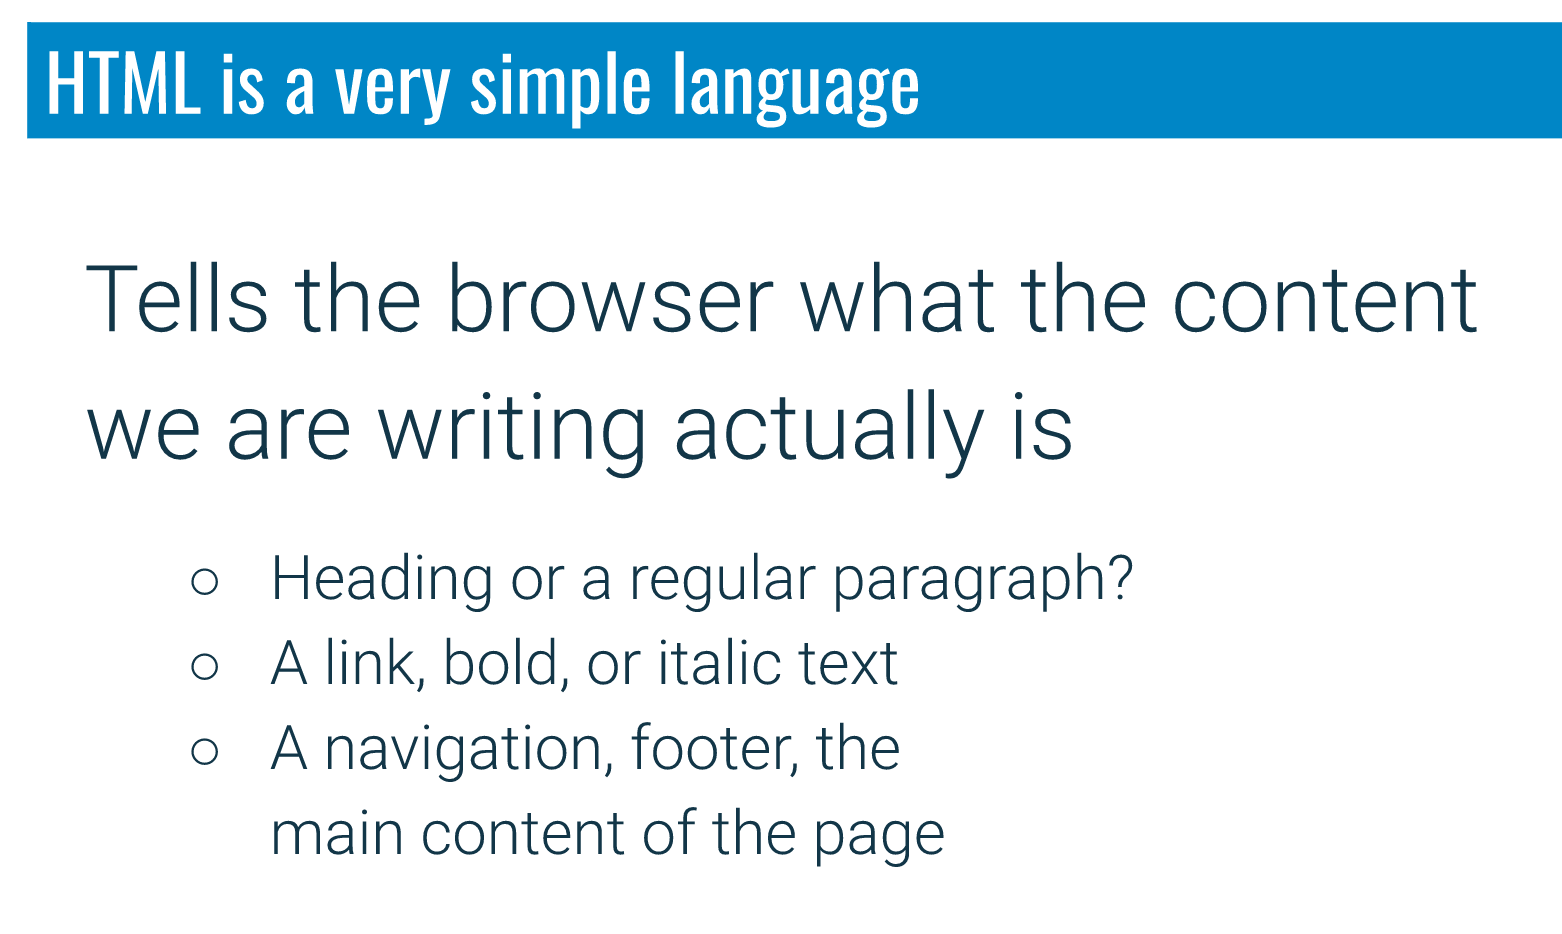 HTML is a very simple language
Tells the browser what the content
we are writing actually is
○ Heading or a regular paragraph?
○ A link, bold, or italic text
○ A navigation, footer, the
main content of the page